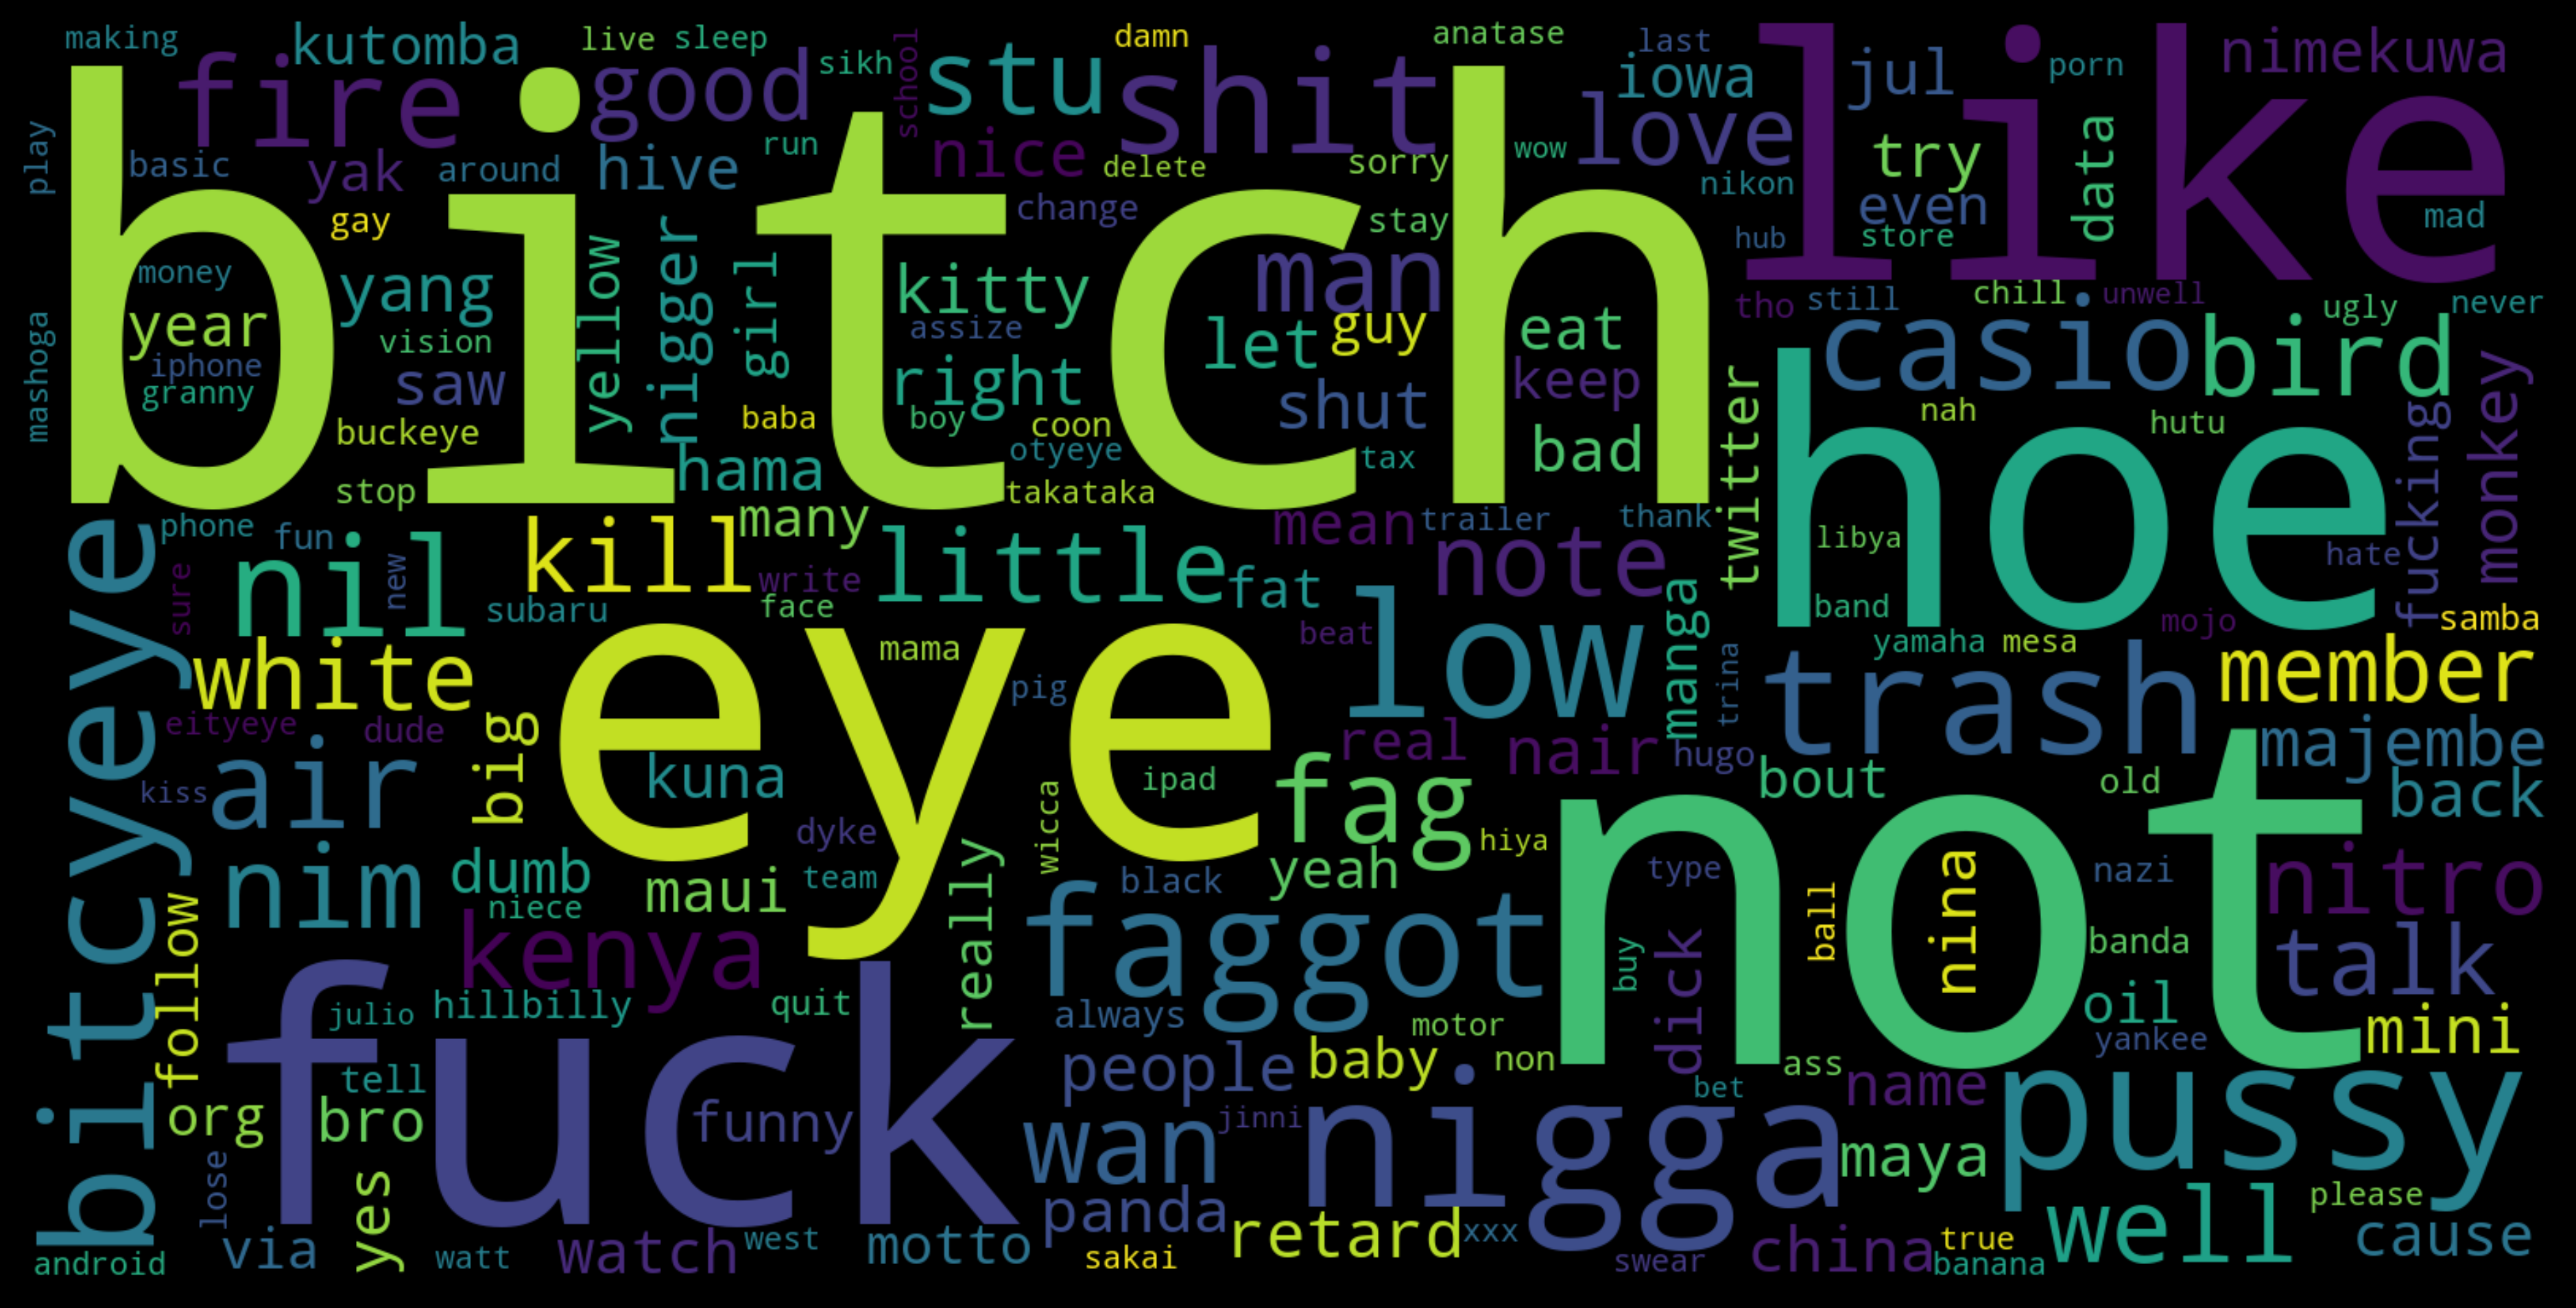 making
kutomba
live
sleep
damn
anatase
last
like
nimekuwa
fire
good
sikh
school
stu
shit
iowa
jul
porn
play
basic
yak
around
hive
run
nice
delete
sorry
wow
love
nikon
try
data
even
store
mad
bitch
gay
change
stay
hub
money
yang
yellow
nigger
girl
kitty
man
tho
still
chill
unwell
ugly
never
year
vision
assize
let
guy
eat
casio
bird
mashoga
iphone
granny
saw
right
shut
keep
twitter
nah
hutu
fucking
monkey
buckeye
baba
boy
coon
otyeye
tax
bad
hoe
stop
hama
takataka
phone
fun
kill
many
little
mean
trailer
thank
note
libya
hate
bitcyeye
sure
nil
new
subaru
write
face
fat
low
manga
band
mojo
samba
white
eye
mama
beat
pig
trina
yamaha
mesa
member
eityeye
dude
big
real
nair
hugo
trash
majembe
kiss
air
kuna
ipad
fag
bout
old
back
nim
dumb
dyke
wicca
hiya
not
niece
maui
team
really
black
yeah
type
ball
nina
nazi
nitro
follow
kenya
faggot
buy
dick
banda
talk
julio
hillbilly
quit
always
motor
oil
yankee
mini
fuck
tell
people
baby
non
bet
ass
name
pussy
org
bro
funny
wan
jinni
nigga
maya
lose
yes
panda
retard
xxx
well
please
android
via
watt
watch
west
motto
sakai
swear
china
true
banana
cause